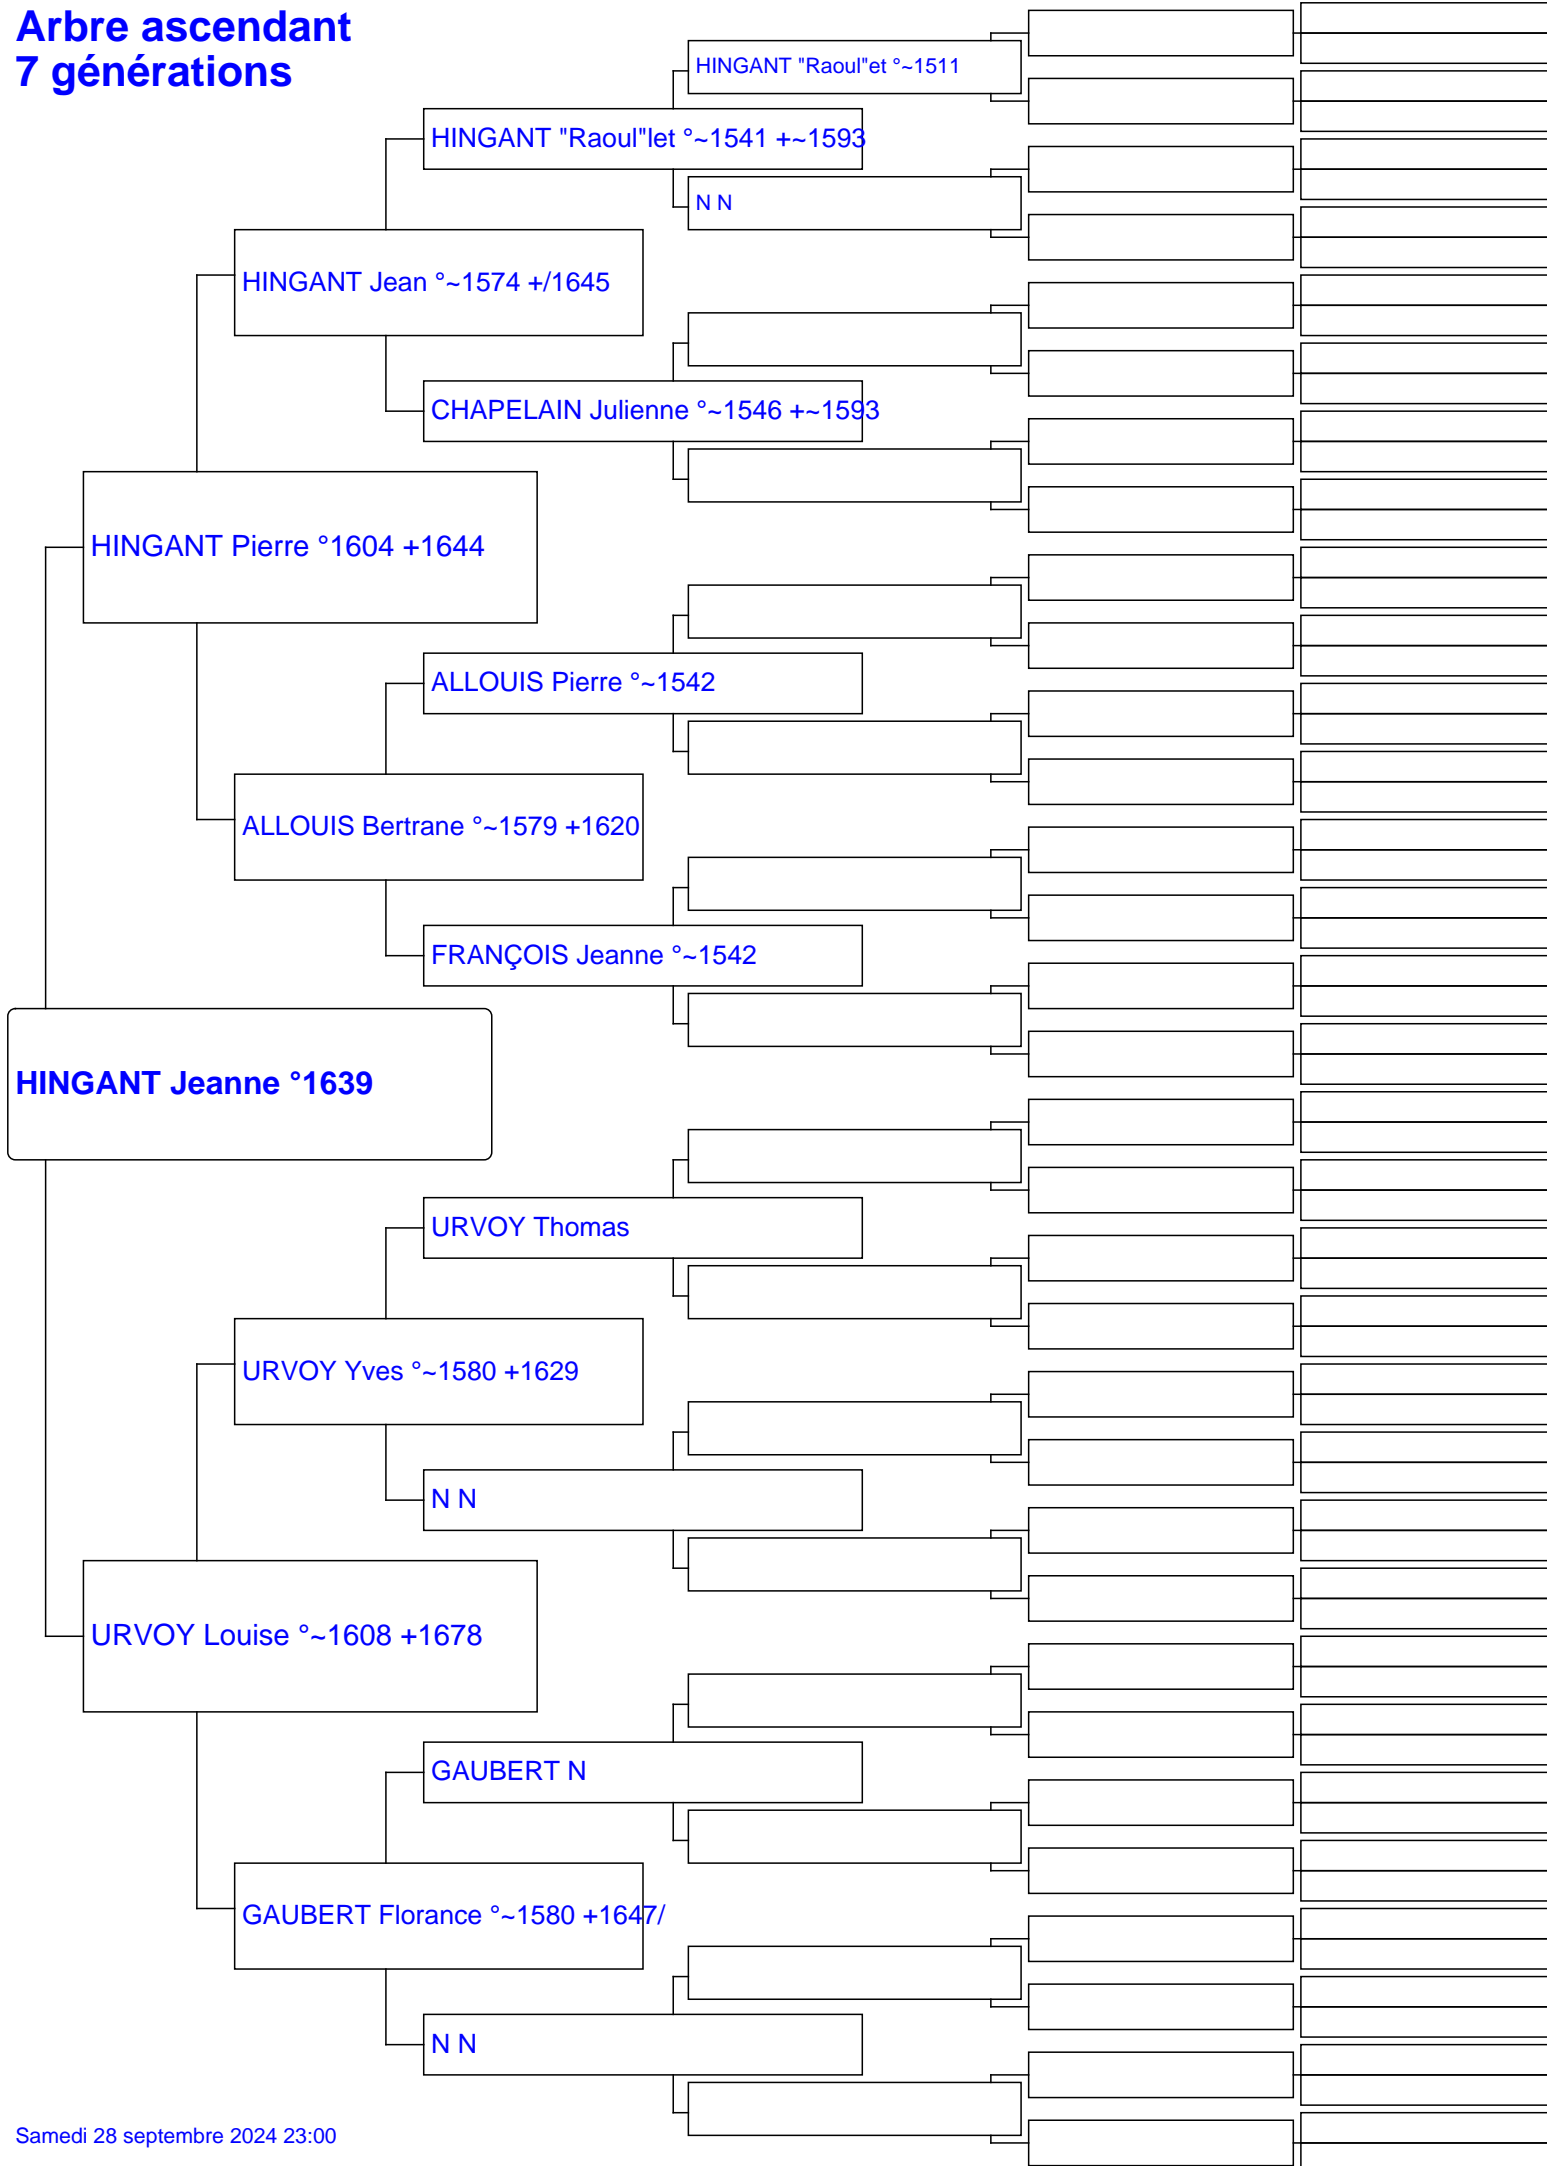 Arbre ascendant
7 générations
HINGANT "Raoul"et °~1511
HINGANT "Raoul"let °~1541 +~1593
N N
HINGANT Jean °~1574 +/1645
CHAPELAIN Julienne °~1546 +~1593
HINGANT Pierre °1604 +1644
ALLOUIS Pierre °~1542
ALLOUIS Bertrane °~1579 +1620
FRANÇOIS Jeanne °~1542
HINGANT Jeanne °1639
URVOY Thomas
URVOY Yves °~1580 +1629
N N
URVOY Louise °~1608 +1678
GAUBERT N
GAUBERT Florance °~1580 +1647/
N N
Samedi 28 septembre 2024 23:00